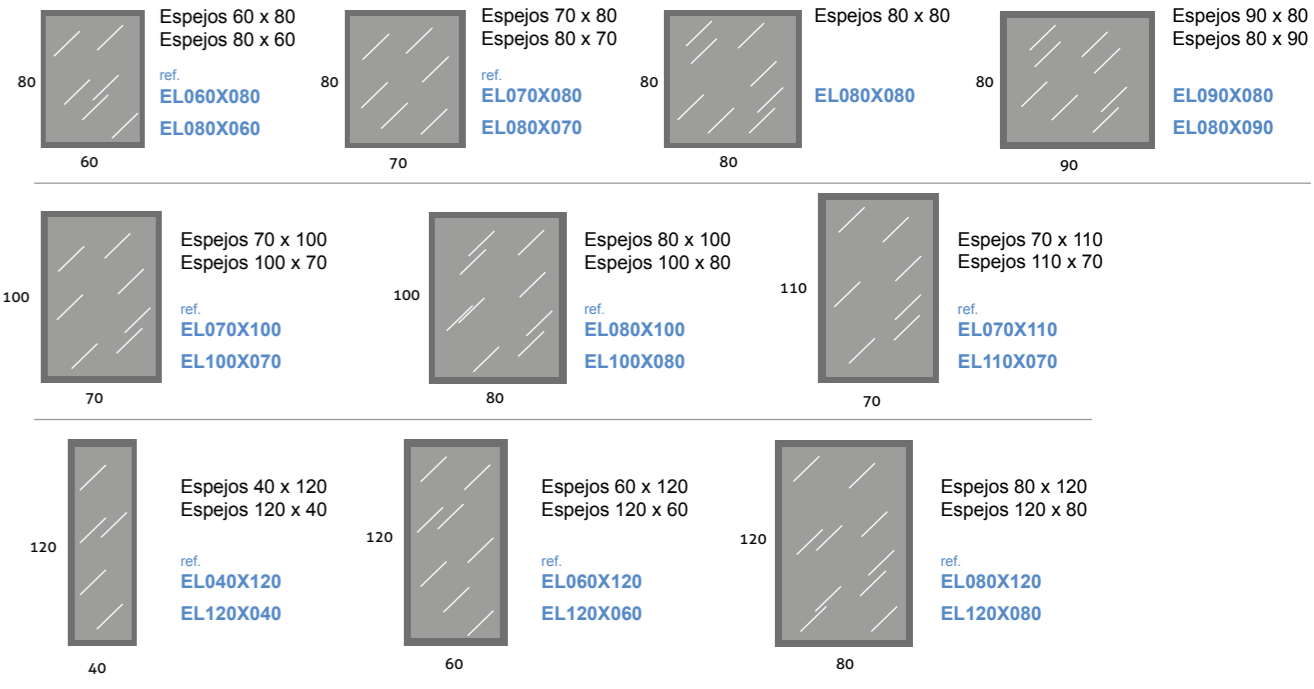 Espejos 60 x 80
Espejos 80 x 60
ref.
EL060X080
EL080X060
80
60
Espejos 70 x 80
Espejos 80 x 70
ref.
EL070X080
EL080X070
80
70
Espejos 80 x 80
EL080X080
80
80
Espejos 90 x 80
Espejos 80 x 90
EL090X080
EL080X090
80
90
Espejos 70 x 100
Espejos 100 x 70
ref.
EL070X100
EL100X070
100
70
Espejos 80 x 100
Espejos 100 x 80
ref.
EL080X100
EL100X080
100
80
Espejos 70 x 110
Espejos 110 x 70
ref.
EL070X110
EL110X070
110
70
Espejos 40 x 120
Espejos 120 x 40
ref.
EL040X120
EL120X040
120
40
Espejos 60 x 120
Espejos 120 x 60
ref.
EL060X120
EL120X060
120
60
Espejos 80 x 120
Espejos 120 x 80
ref.
EL080X120
EL120X080
120
80